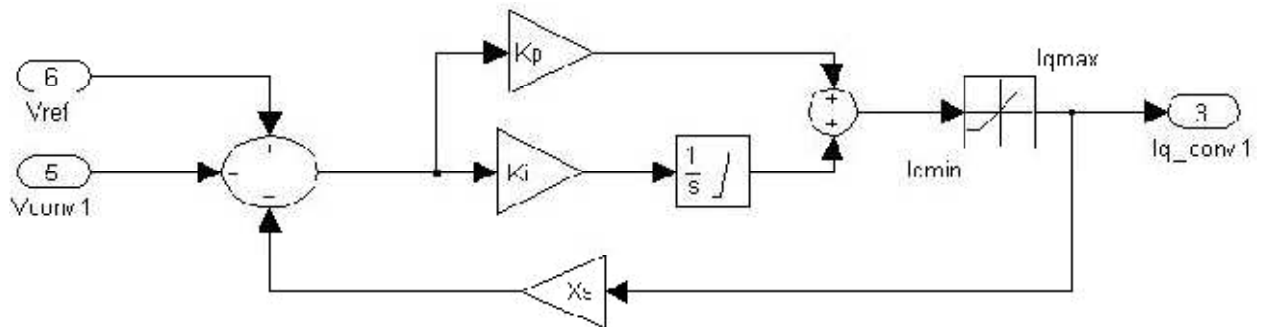 6
Vref
5
Vconv1
+
-
-
Kp
Ki
1
s
+
+
Iqmax
Iqmin
3
Iq_conv1
Xs